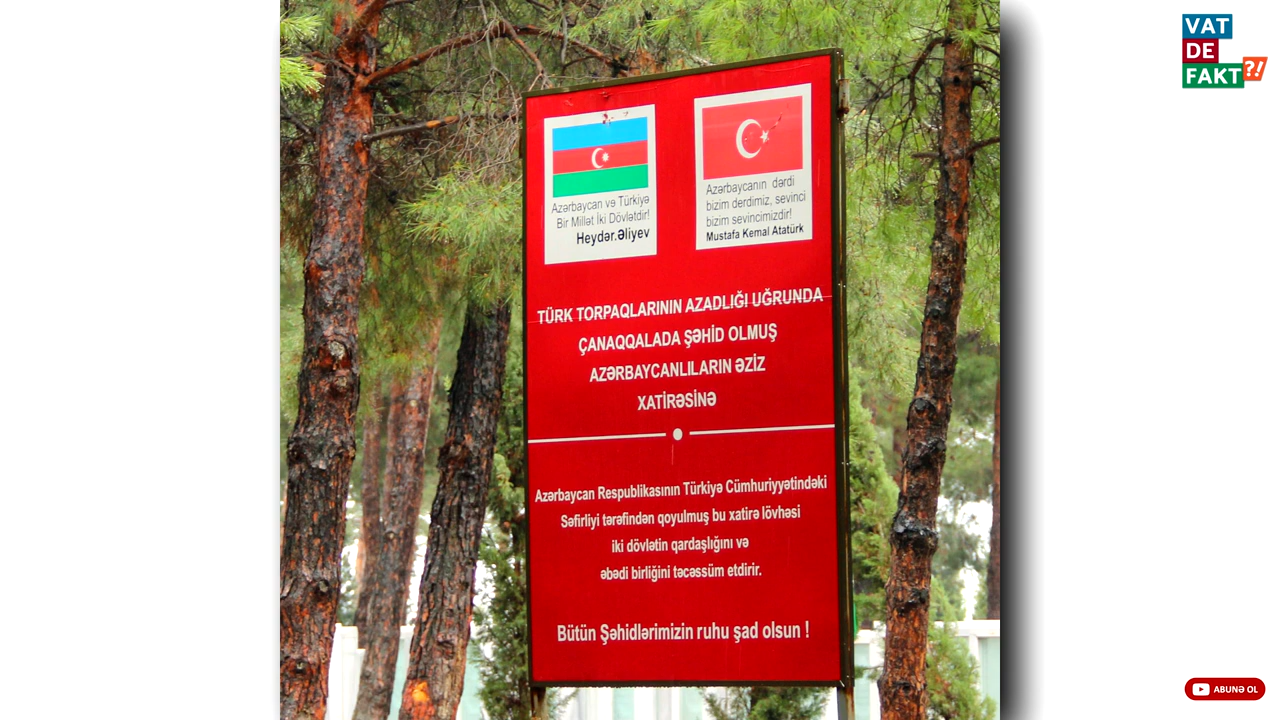 VAT
DE
FAKT?!
Azərbaycan və Türkiyə
Bir Millət İki Dövlətdir!
Heydər.Əliyev
Azərbaycanın dərdi
bizim derdimiz, sevinci
bizim sevincimizdir!
Mustafa Kemal Atatürk
TÜRK TORPAQLARININ AZADLIĞI UĞRUNDA
ÇANAQQALADA ŞƏHİD OLMUŞ
AZƏRBAYCANLILARIN ƏZİZ
XATİRƏSİNƏ
Azərbaycan Respublikasının Türkiyə Cümhuriyyətindəki
Səfirliyi tərəfindən qoyulmuş bu xatirə lövhəsi
iki dövlətin qardaşlığını və
əbədi birliğini təcəssüm etdirir.
Bütün Şəhidlərimizin ruhu şad olsun !
ABUNƏ OL